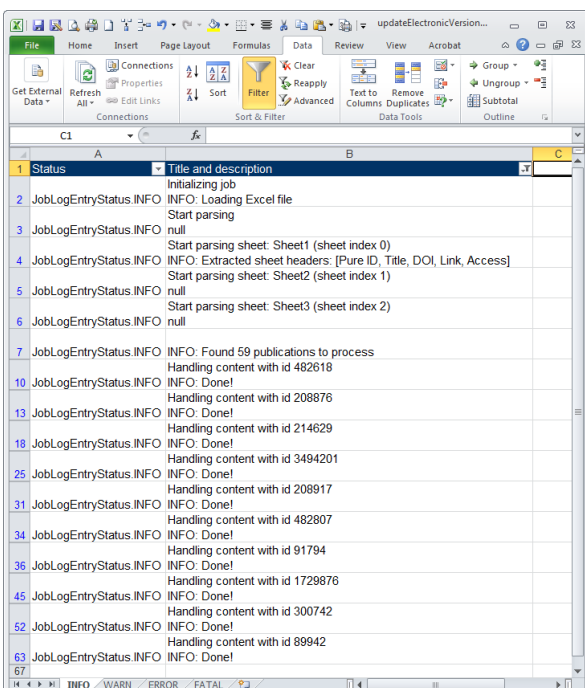 updateElectronicVersion...
File Home Insert Page Layout Formulas Data Review View Acrobat
Get External Data
Refresh All
Connections
Properties
Edit Links
Connections
Sort
Filter
Clear
Reapply
Advanced
Sort & Filter
Text to Columns
Remove Duplicates
Data Tools
Group
Ungroup
Subtotal
Outline
C1 fx
A B C
1 Status Title and description
Initializing job
2 JobLogEntryStatus.INFO INFO: Loading Excel file
Start parsing
3 JobLogEntryStatus.INFO null
Start parsing sheet: Sheet1 (sheet index 0)
4 JobLogEntryStatus.INFO INFO: Extracted sheet headers: [Pure ID, Title, DOI, Link, Access]
Start parsing sheet: Sheet2 (sheet index 1)
5 JobLogEntryStatus.INFO null
Start parsing sheet: Sheet3 (sheet index 2)
6 JobLogEntryStatus.INFO null
7 JobLogEntryStatus.INFO INFO: Found 59 publications to process
Handling content with id 482618
10 JobLogEntryStatus.INFO INFO: Done!
Handling content with id 208876
13 JobLogEntryStatus.INFO INFO: Done!
Handling content with id 214629
18 JobLogEntryStatus.INFO INFO: Done!
Handling content with id 3494201
25 JobLogEntryStatus.INFO INFO: Done!
Handling content with id 208917
31 JobLogEntryStatus.INFO INFO: Done!
Handling content with id 482807
34 JobLogEntryStatus.INFO INFO: Done!
Handling content with id 91794
36 JobLogEntryStatus.INFO INFO: Done!
Handling content with id 1729876
45 JobLogEntryStatus.INFO INFO: Done!
Handling content with id 300742
52 JobLogEntryStatus.INFO INFO: Done!
Handling content with id 89942
63 JobLogEntryStatus.INFO INFO: Done!
67
INFO WARN ERROR FATAL